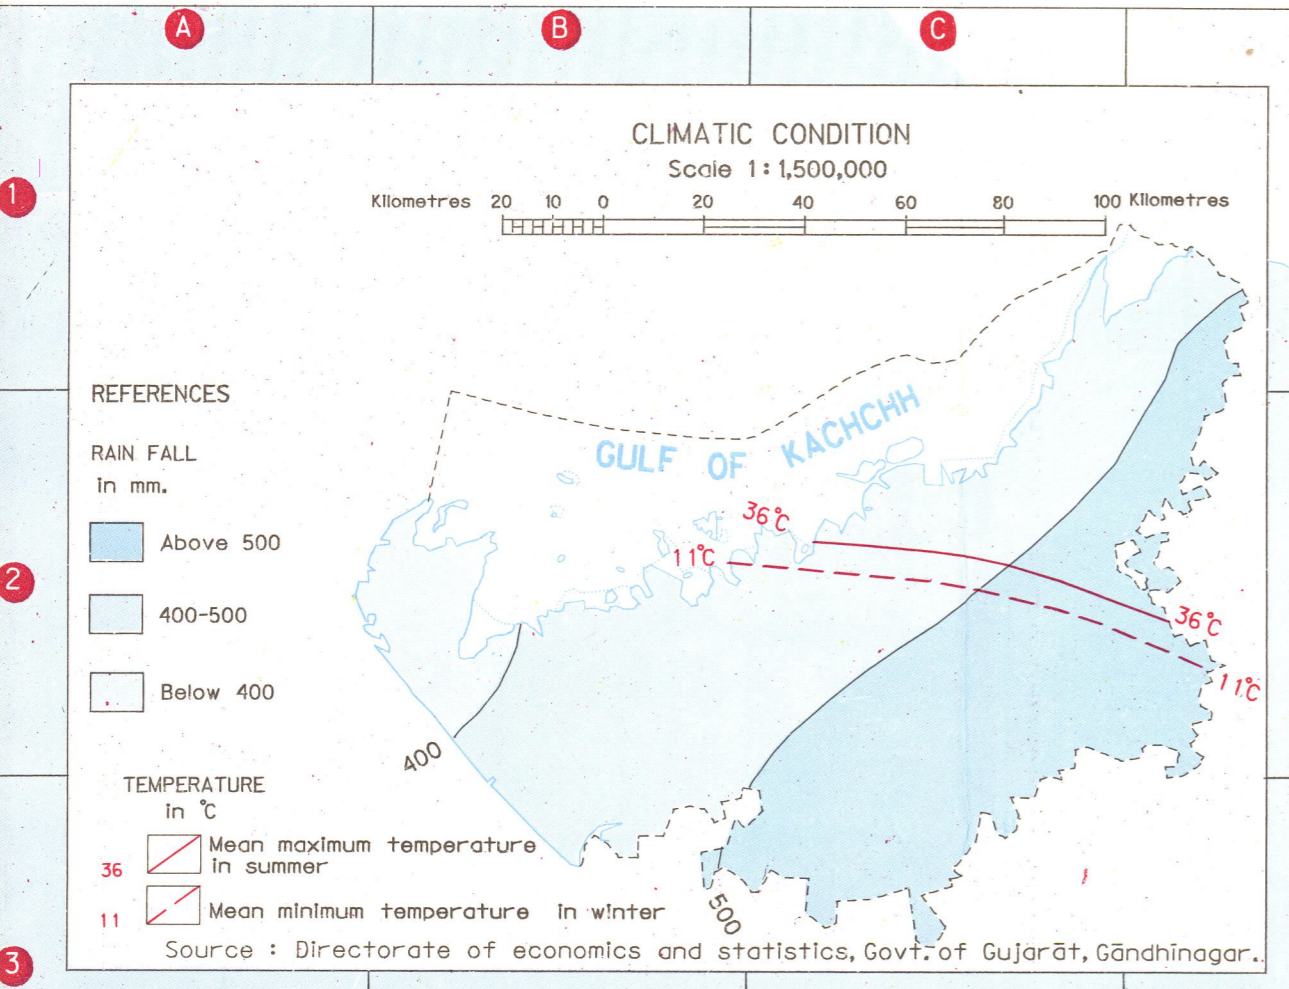 A B C
1
CLIMATIC CONDITION
Scale 1 : 1,500,000
Kilometres 20 10 0 20 40 60 80 100 Kilometres
GULF OF KACHCHH
REFERENCES
RAIN FALL
in mm.
Above 500
400-500
Below 400
2
36°C
11°C
36°C
11°C
400
500
TEMPERATURE
in °C
36 Mean maximum temperature
in summer
11 Mean minimum temperature in winter
3
Source : Directorate of economics and statistics, Govt. of Gujarāt, Gāndhīnagar.